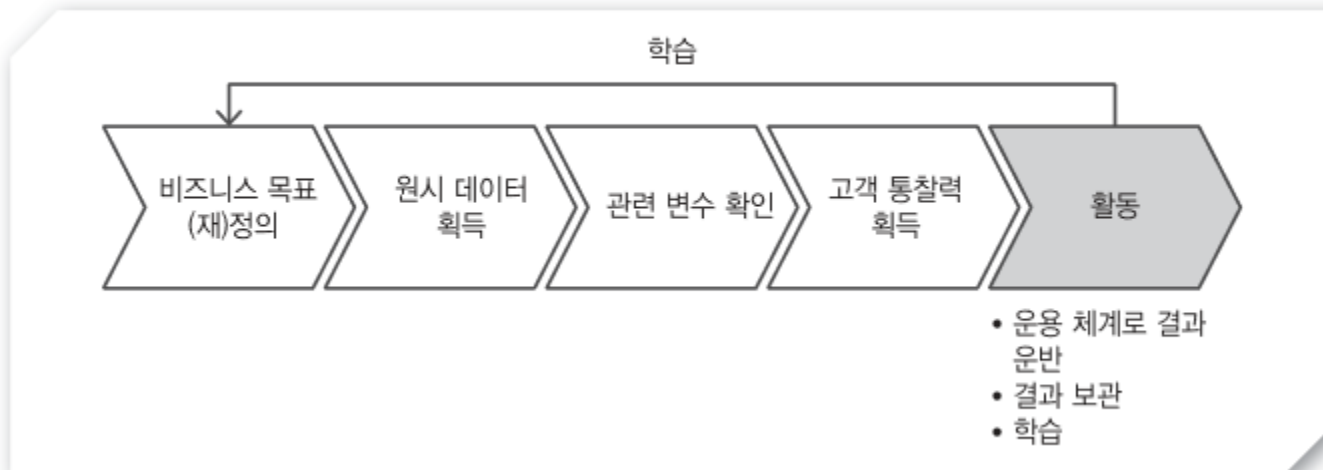 학습
비즈니스 목표
(재)정의
원시 데이터
획득
관련 변수 확인
고객 통찰력
획득
활동
• 운용 체계로 결과
운반
• 결과 보관
• 학습